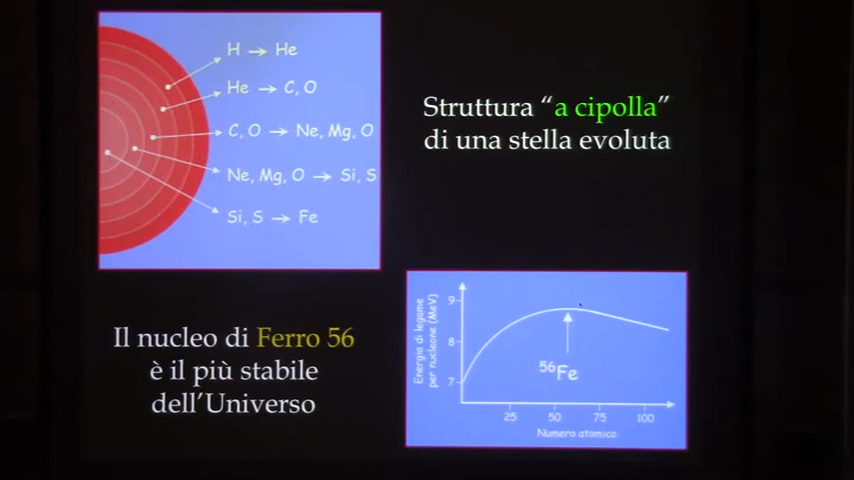 H → He
He → C, O
C, O → Ne, Mg, O
Ne, Mg, O → Si, S
Si, S → Fe
Struttura “a cipolla”
di una stella evoluta
Il nucleo di Ferro 56
è il più stabile
dell’Universo
Energia di legame
per nucleone (MeV)
9
8
7
⁵⁶Fe
25 50 75 100
Numero atomico